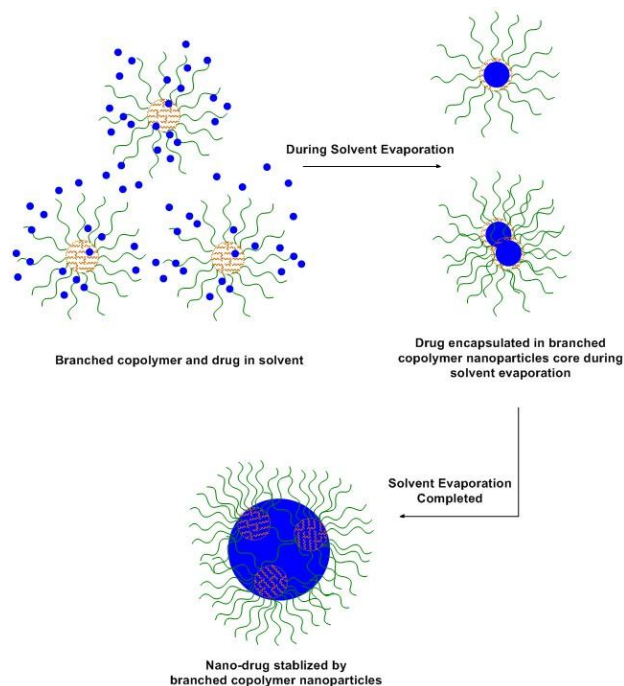 During Solvent Evaporation
Branched copolymer and drug in solvent
Drug encapsulated in branched
copolymer nanoparticles core during
solvent evaporation
Solvent Evaporation
Completed
Nano-drug stablized by
branched copolymer nanoparticles